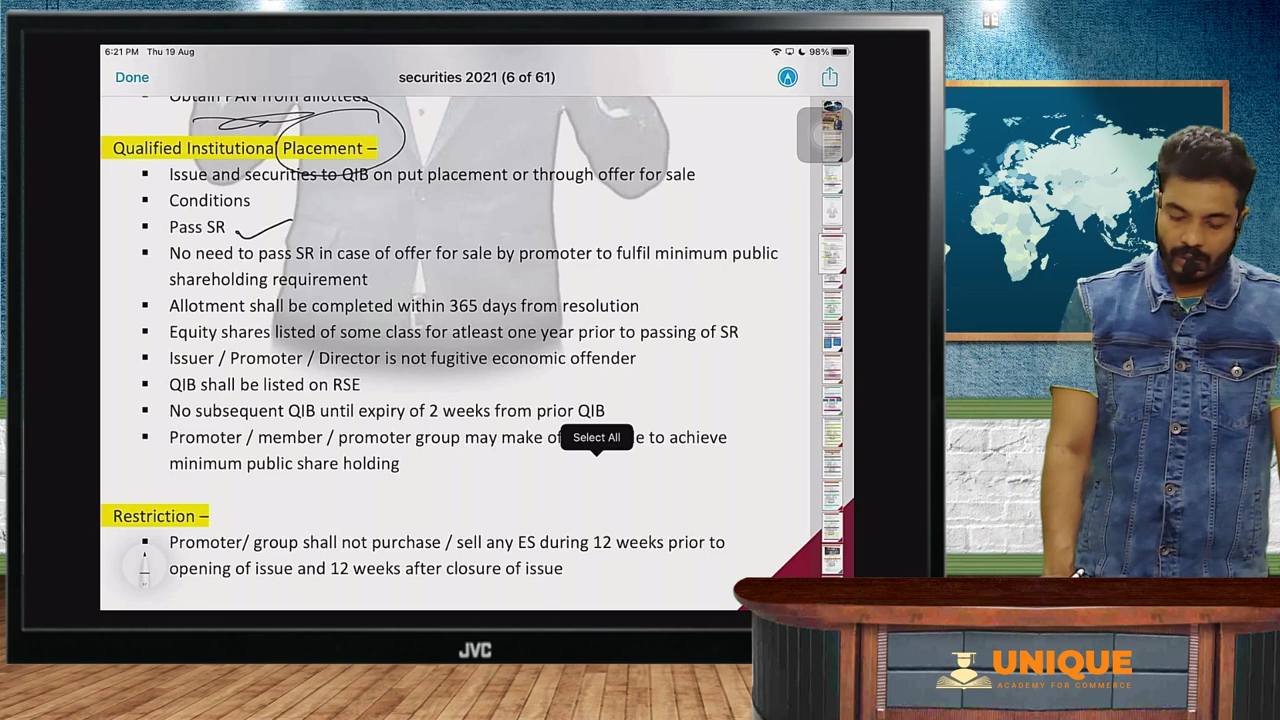 6:21 PM Thu 19 Aug
98%
Done
securities 2021 (6 of 61)
Obtain PAN from allottees
Qualified Institutional Placement –
▪ Issue and securities to QIB on put placement or through offer for sale
▪ Conditions
▪ Pass SR
▪ No need to pass SR in case of offer for sale by promoter to fulfil minimum public
shareholding requirement
▪ Allotment shall be completed within 365 days from resolution
▪ Equity shares listed of some class for atleast one year prior to passing of SR
▪ Issuer / Promoter / Director is not fugitive economic offender
▪ QIB shall be listed on RSE
▪ No subsequent QIB until expiry of 2 weeks from prior QIB
▪ Promoter / member / promoter group may make to achieve
Select All
minimum public share holding
Restriction –
▪ Promoter/ group shall not purchase / sell any ES during 12 weeks prior to
opening of issue and 12 weeks after closure of issue
JVC
UNIQUE
ACADEMY FOR COMMERCE